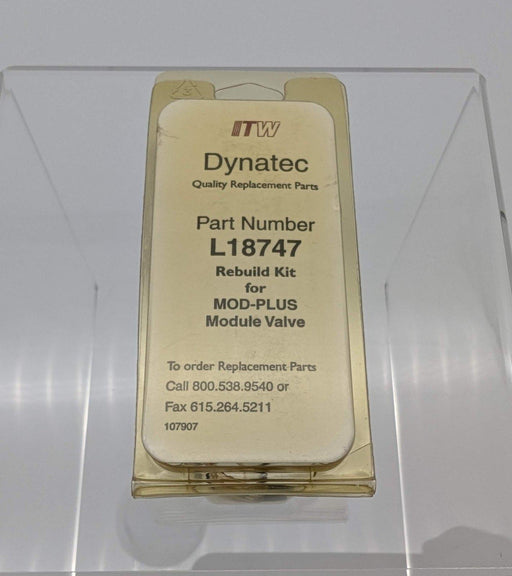 ITW
Dynatec
Quality Replacement Parts
Part Number
L18747
Rebuild Kit
for
MOD-PLUS
Module Valve
To order Replacement Parts
Call 800.538.9540 or
Fax 615.264.5211
107907